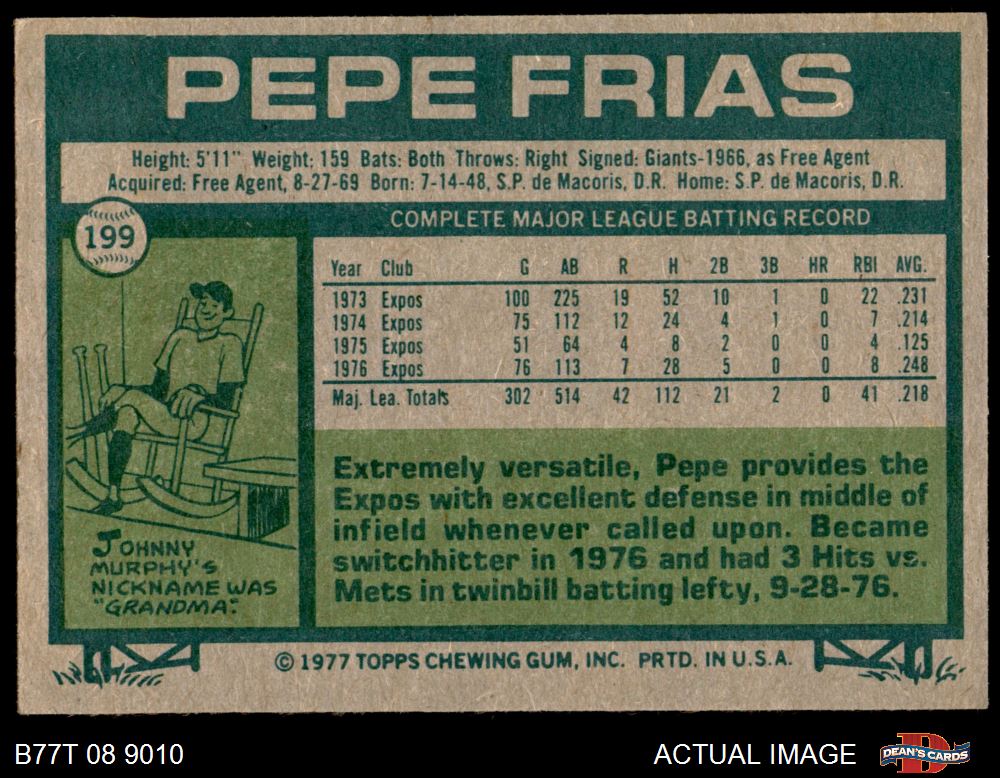 PEPE FRIAS
Height: 5'11" Weight: 159 Bats: Both Throws: Right Signed: Giants-1966, as Free Agent
Acquired: Free Agent, 8-27-69 Born: 7-14-48, S.P. de Macoris, D.R. Home: S.P. de Macoris, D.R.
199
COMPLETE MAJOR LEAGUE BATTING RECORD
Year Club G AB R H 2B 3B HR RBI AVG.
1973 Expos 100 225 19 52 10 1 0 22 .231
1974 Expos 75 112 12 24 4 1 0 7 .214
1975 Expos 51 64 4 8 2 0 0 4 .125
1976 Expos 76 113 7 28 5 0 0 8 .248
Maj. Lea. Totals 302 514 42 112 21 2 0 41 .218
Extremely versatile, Pepe provides the
Expos with excellent defense in middle of
infield whenever called upon. Became
switchhitter in 1976 and had 3 Hits vs.
Mets in twinbill batting lefty, 9-28-76.
JOHNNY
MURPHY'S
NICKNAME WAS
"GRANDMA".
© 1977 TOPPS CHEWING GUM, INC. PRTD. IN U.S.A.
B77T 08 9010
ACTUAL IMAGE
DEAN'S CARDS